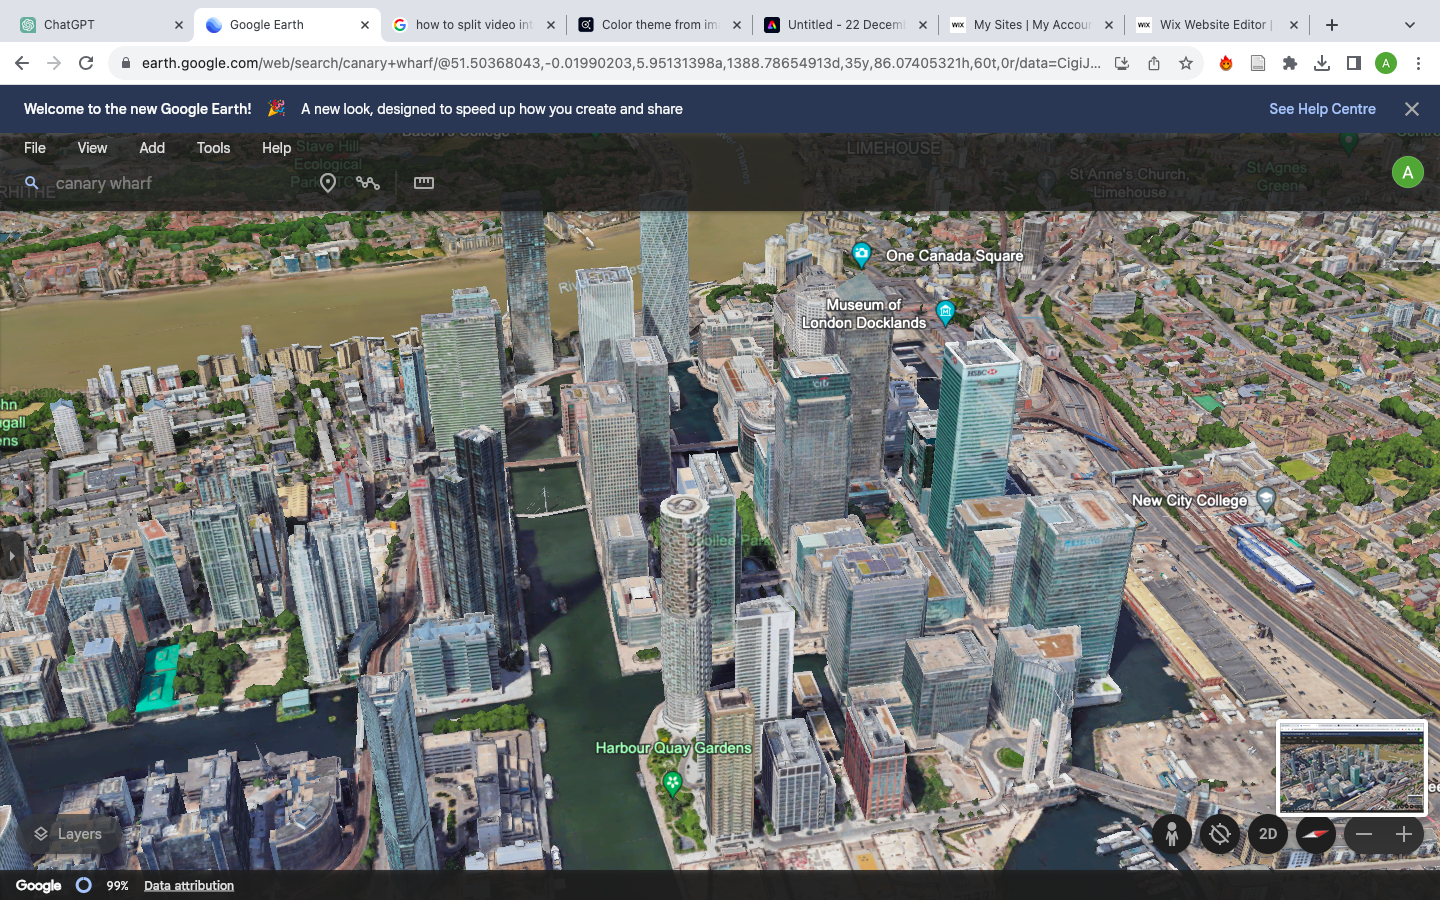 ChatGPT
Google Earth
how to split video in
Color theme from im
Untitled - 22 Decem
My Sites | My Accou
Wix Website Editor |
earth.google.com/web/search/canary+wharf/@51.50368043,-0.01990203,5.95131398a,1388.78654913d,35y,86.07405321h,60t,0r/data=CigiJ...
A
Welcome to the new Google Earth! A new look, designed to speed up how you create and share
See Help Centre
File View Add Tools Help
canary wharf
A
Stave Hill
Ecological
LIMEHOUSE
St Anne's Church,
Limehouse
St Agnes
Green
One Canada Square
Museum of
London Docklands
HSBC
citi
New City College
Jubilee Park
Harbour Quay Gardens
Layers
2D
Google 99% Data attribution